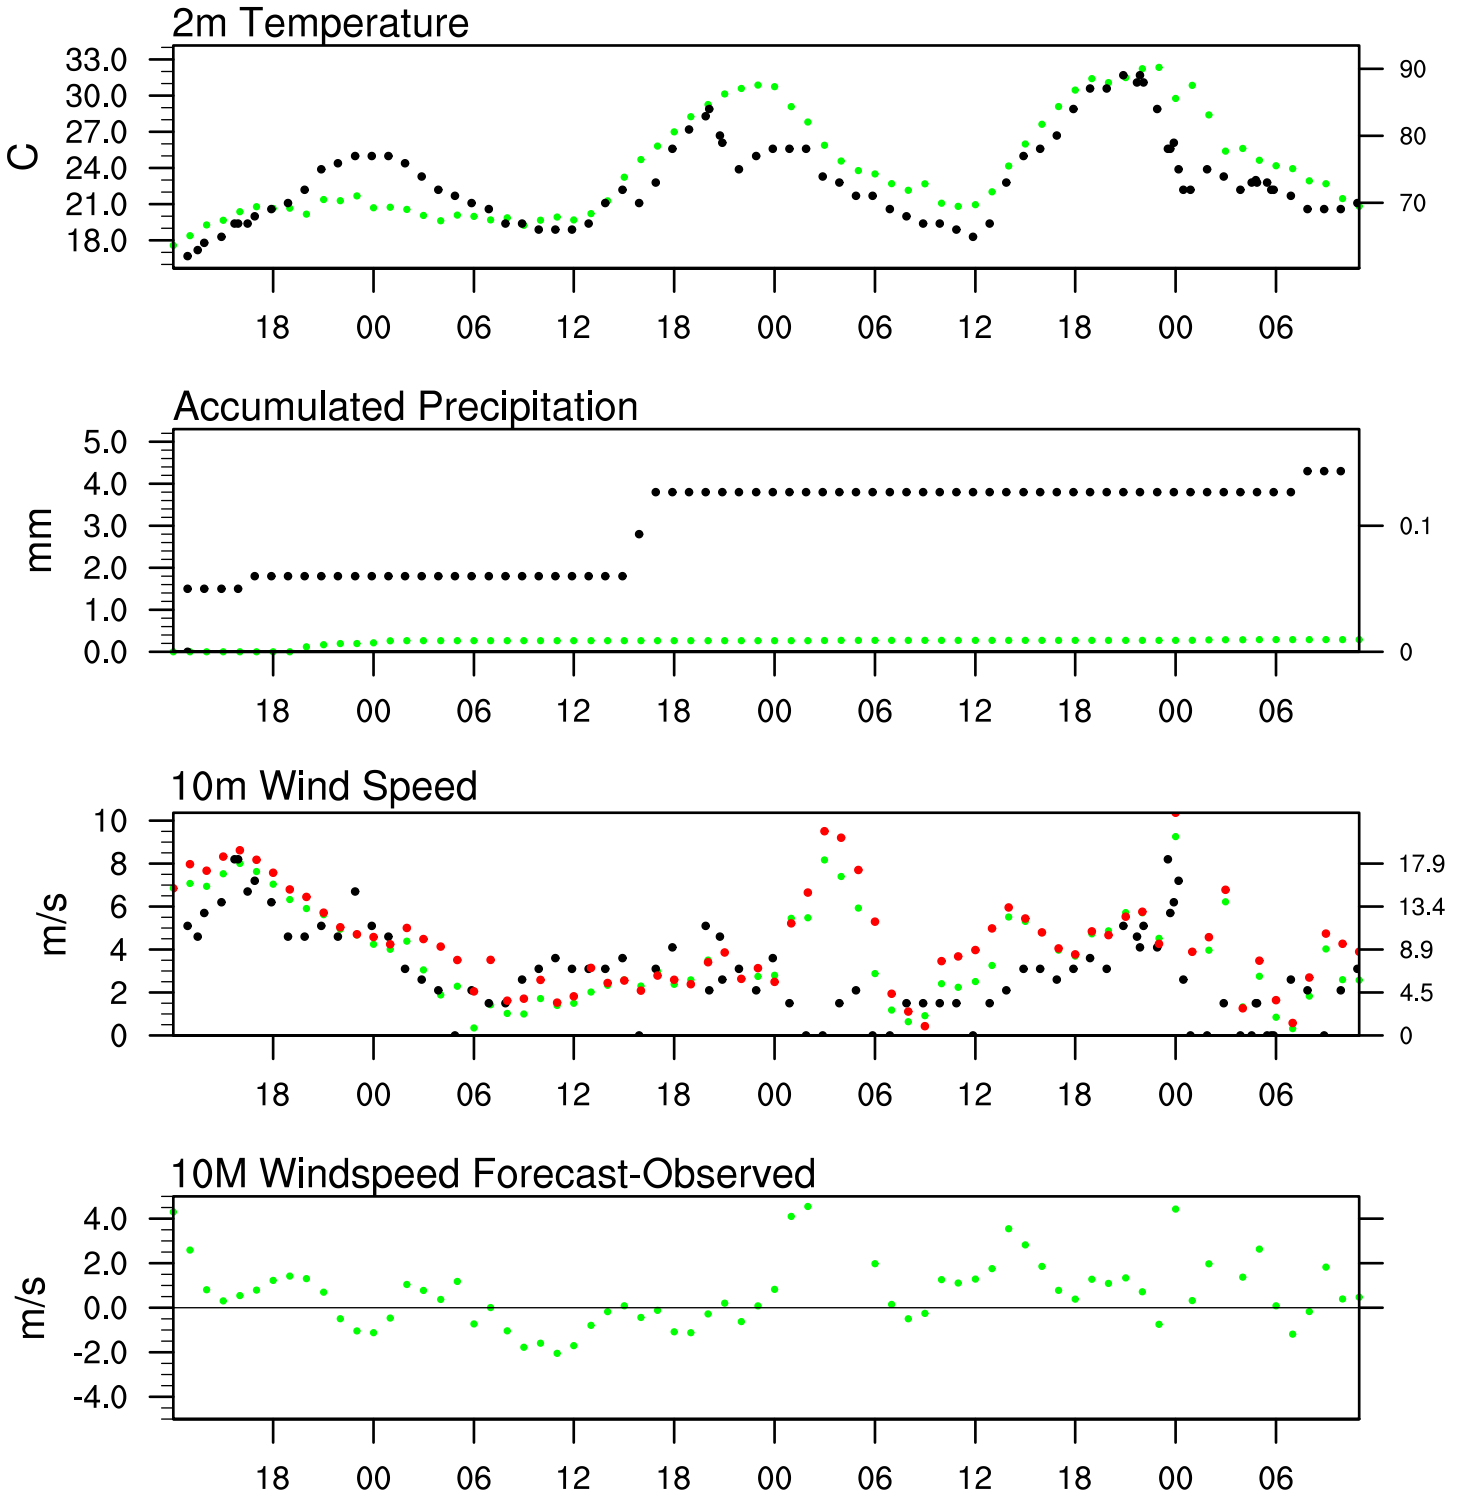 2m Temperature
33.0
30.0
27.0
24.0
21.0
18.0
C
90
80
70
18 00 06 12 18 00 06 12 18 00 06
Accumulated Precipitation
5.0
4.0
3.0
2.0
1.0
0.0
mm
0.1
0
18 00 06 12 18 00 06 12 18 00 06
10m Wind Speed
10
8
6
4
2
0
m/s
17.9
13.4
8.9
4.5
0
18 00 06 12 18 00 06 12 18 00 06
10M Windspeed Forecast-Observed
4.0
2.0
0.0
-2.0
-4.0
m/s
18 00 06 12 18 00 06 12 18 00 06